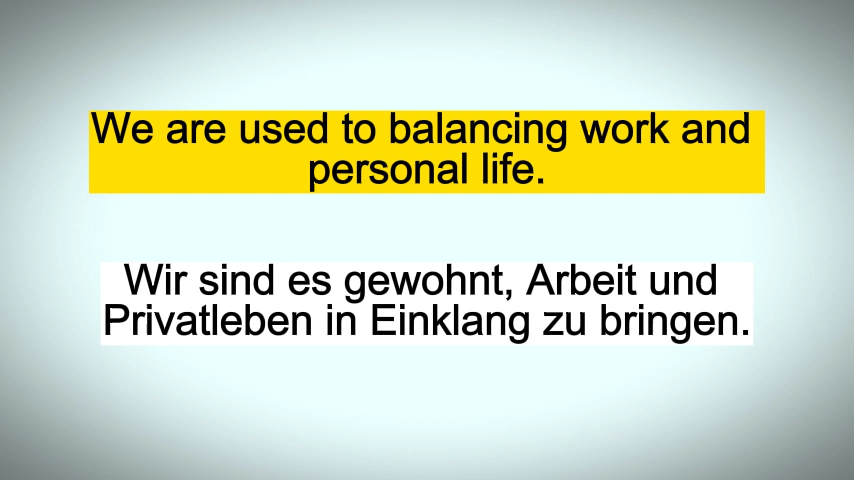 We are used to balancing work and
personal life.
Wir sind es gewohnt, Arbeit und
Privatleben in Einklang zu bringen.